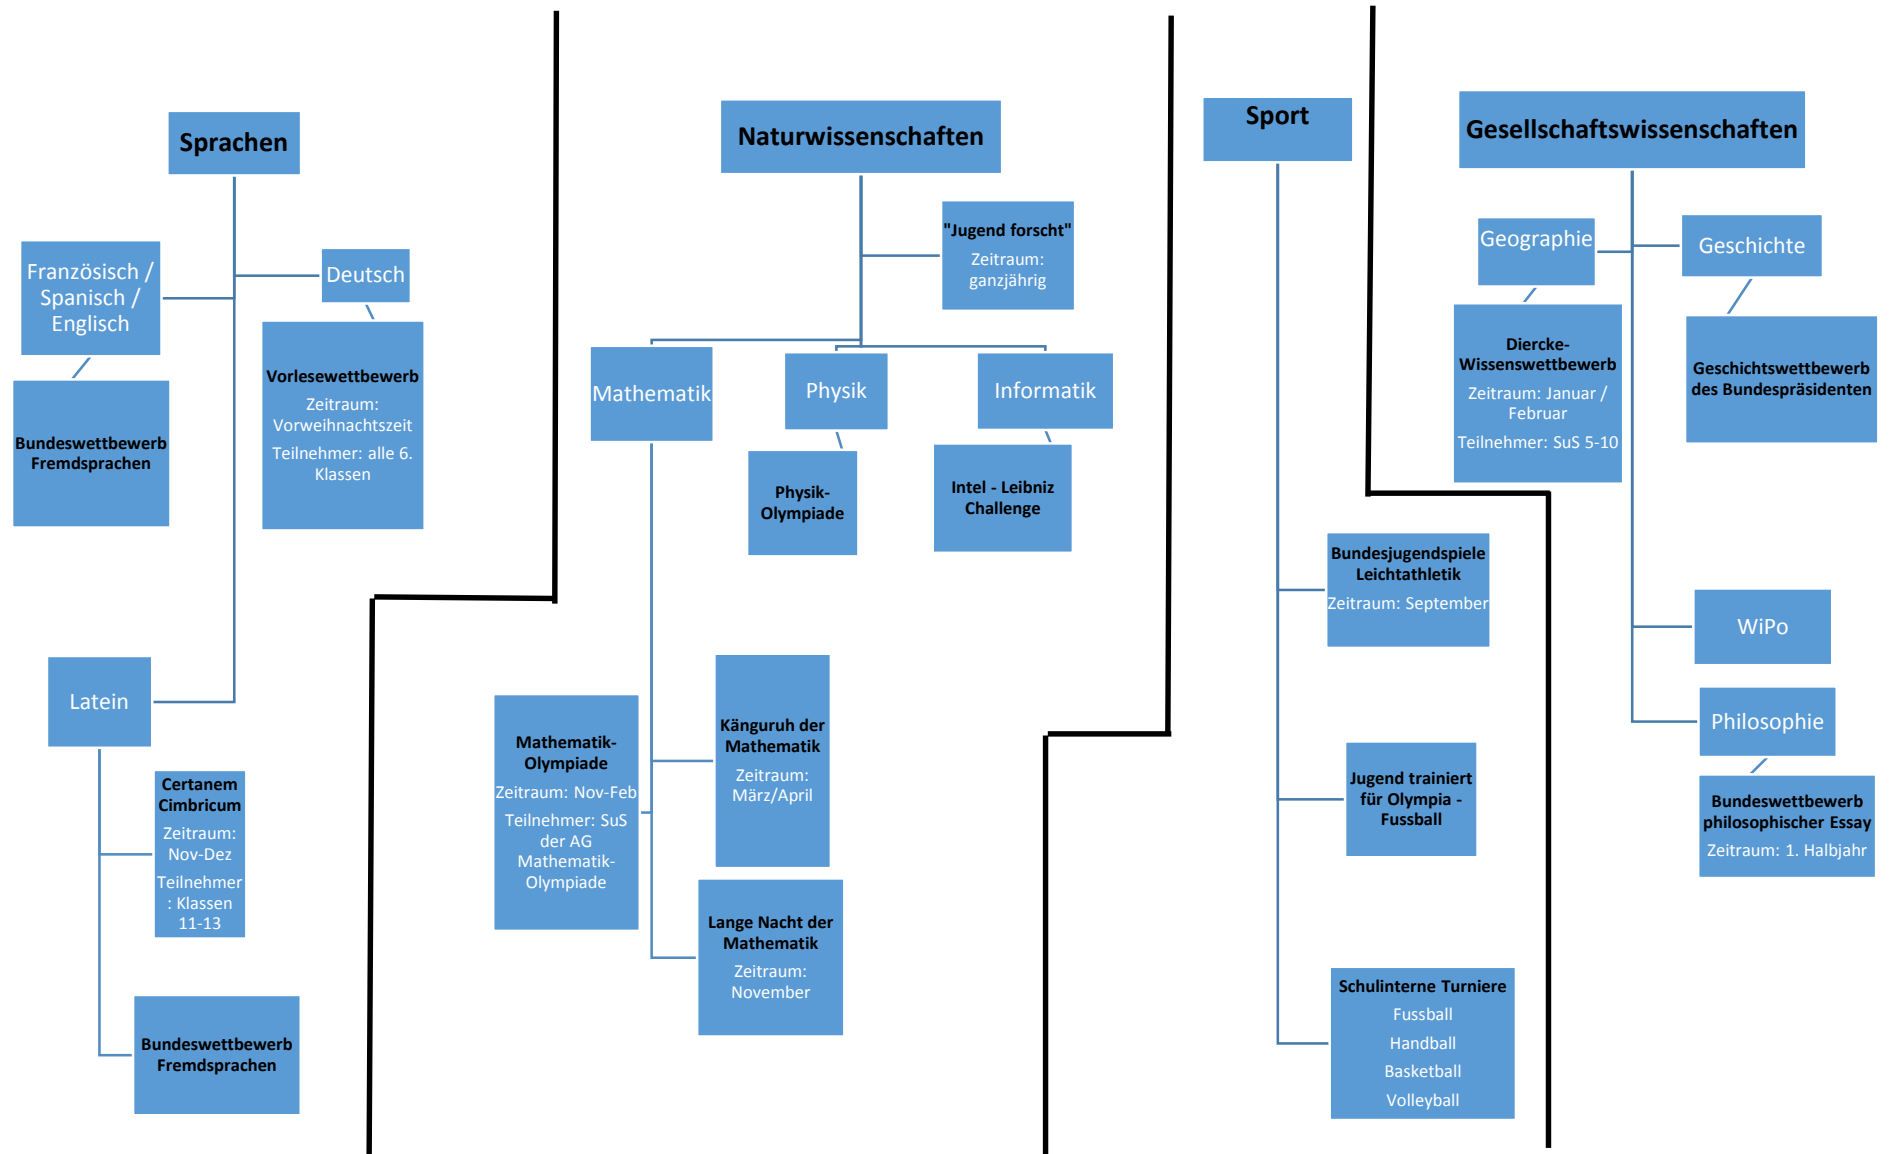 Sprachen
Französisch /
Spanisch /
Englisch
Bundeswettbewerb
Fremdsprachen
Deutsch
Vorlesewettbewerb
Zeitraum:
Vorweihnachtszeit
Teilnehmer: alle 6.
Klassen
Latein
Certanem
Cimbricum
Zeitraum:
Nov-Dez
Teilnehmer
: Klassen
11-13
Bundeswettbewerb
Fremdsprachen
Naturwissenschaften
"Jugend forscht"
Zeitraum:
ganzjährig
Mathematik
Mathematik-
Olympiade
Zeitraum: Nov-Feb
Teilnehmer: SuS
der AG
Mathematik-
Olympiade
Känguruh der
Mathematik
Zeitraum:
März/April
Lange Nacht der
Mathematik
Zeitraum:
November
Physik
Physik-
Olympiade
Informatik
Intel - Leibniz
Challenge
Sport
Bundesjugendspiele
Leichtathletik
Zeitraum: September
Jugend trainiert
für Olympia -
Fussball
Schulinterne Turniere
Fussball
Handball
Basketball
Volleyball
Gesellschaftswissenschaften
Geographie
Diercke-
Wissenswettbewerb
Zeitraum: Januar /
Februar
Teilnehmer: SuS 5-10
Geschichte
Geschichtswettbewerb
des Bundespräsidenten
WiPo
Philosophie
Bundeswettbewerb
philosophischer Essay
Zeitraum: 1. Halbjahr